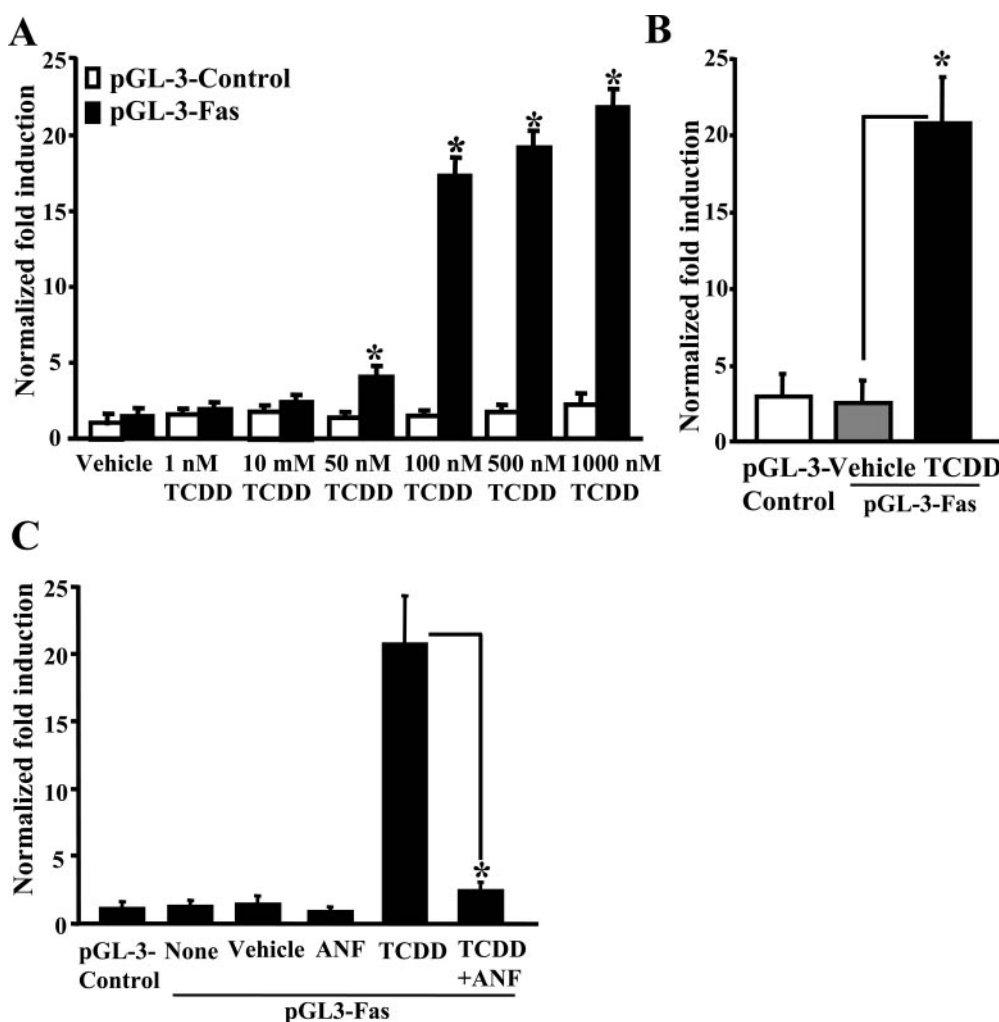 A
Normalized fold induction
25
20
15
10
5
0
pGL-3-Control
pGL-3-Fas
*
*
*
*
Vehicle 1 nM 10 mM 50 nM 100 nM 500 nM 1000 nM
TCDD TCDD TCDD TCDD TCDD TCDD
B
Normalized fold induction
25
20
15
10
5
0
*
pGL-3-Vehicle TCDD
Control pGL-3-Fas
C
Normalized fold induction
25
20
15
10
5
0
*
pGL-3- None Vehicle ANF TCDD TCDD
Control +ANF
pGL3-Fas